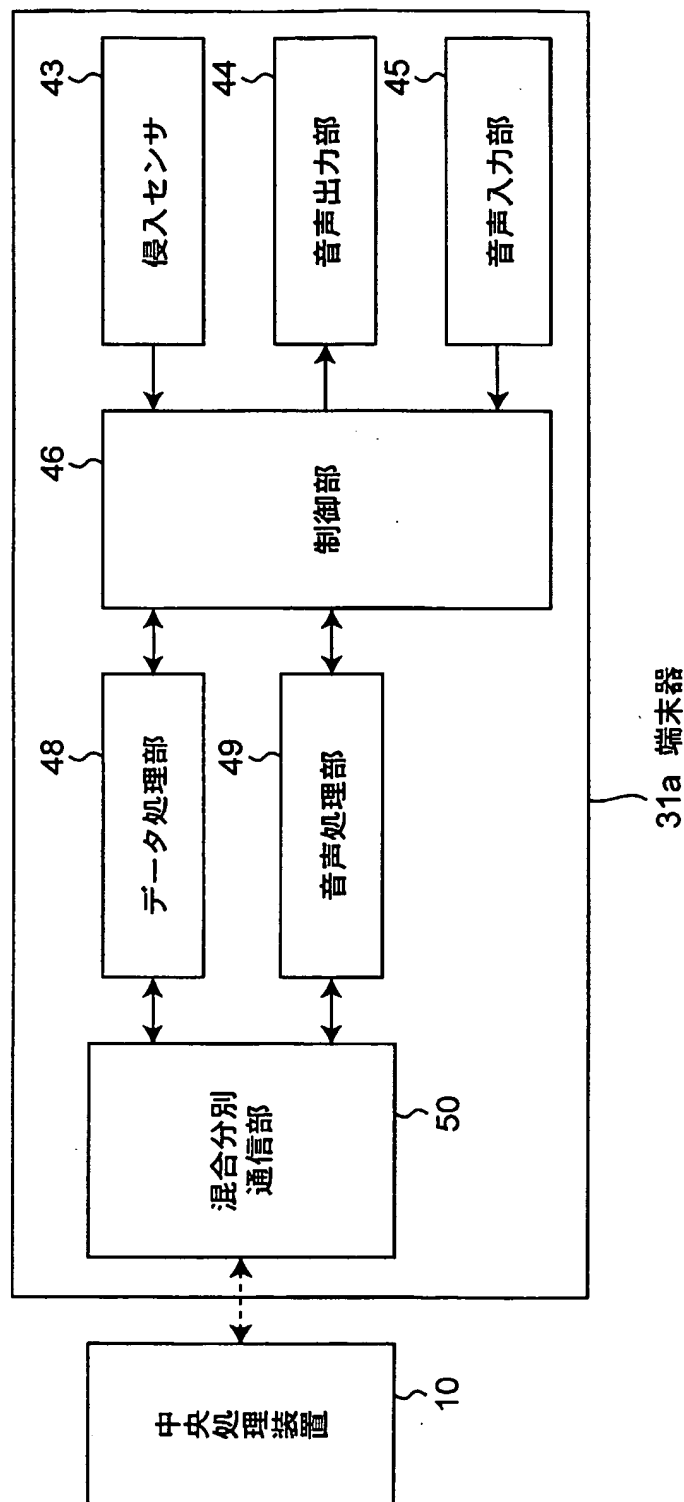 中央処理装置
10
混合分別
通信部
50
データ処理部
48
音声処理部
49
制御部
46
侵入センサ
43
音声出力部
44
音声入力部
45
31a 端末器